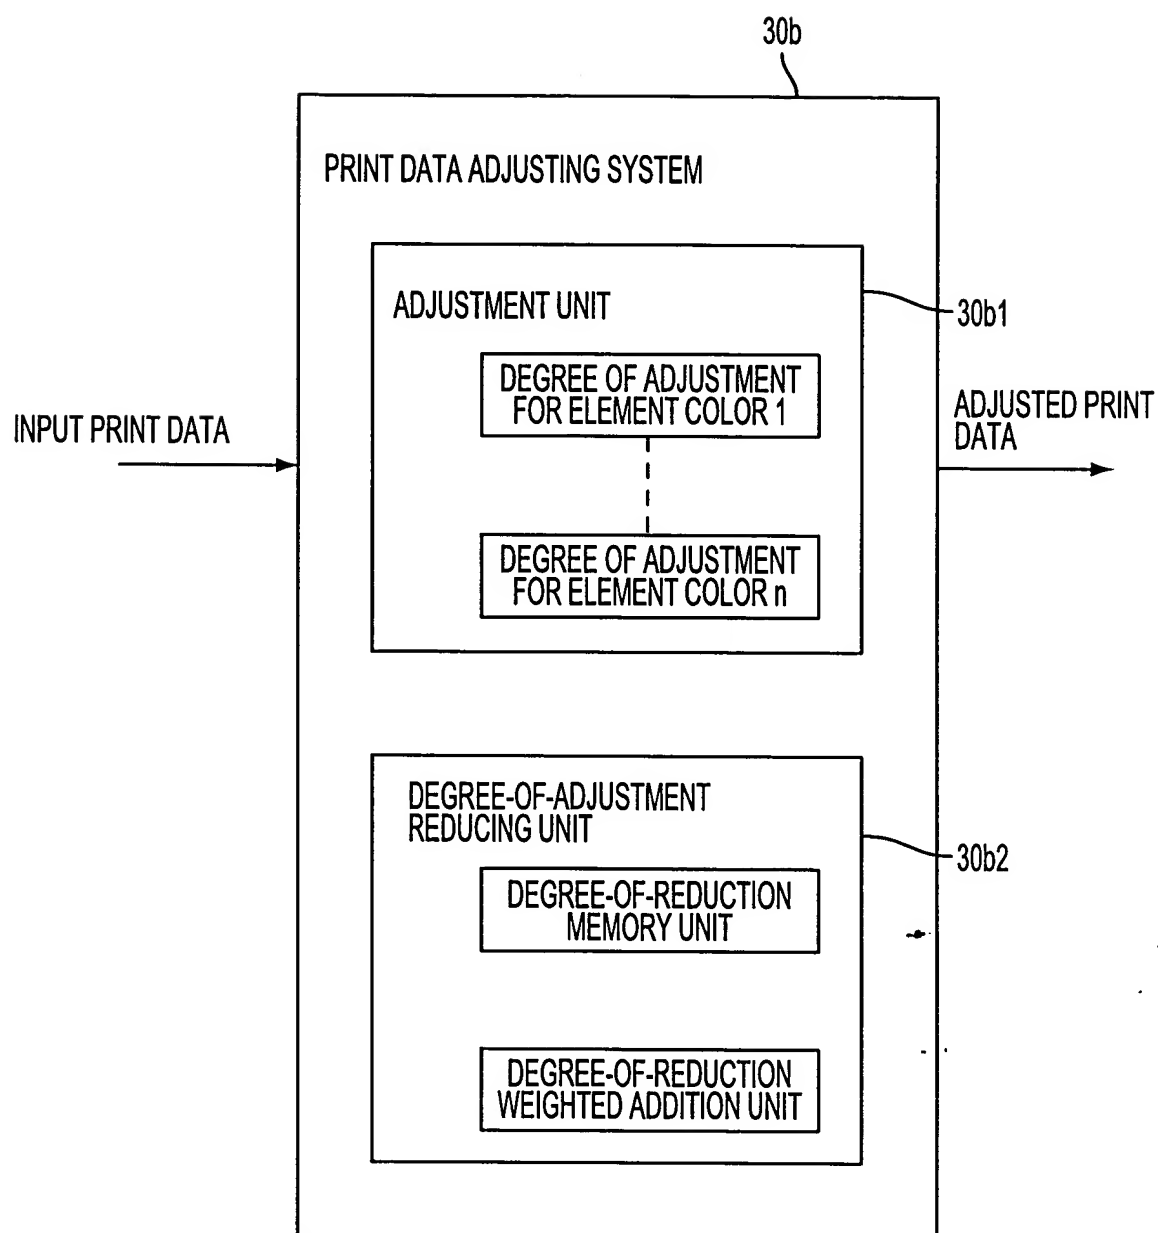 30b
PRINT DATA ADJUSTING SYSTEM
ADJUSTMENT UNIT
30b1
DEGREE OF ADJUSTMENT
FOR ELEMENT COLOR 1
INPUT PRINT DATA
ADJUSTED PRINT
DATA
DEGREE OF ADJUSTMENT
FOR ELEMENT COLOR n
DEGREE-OF-ADJUSTMENT
REDUCING UNIT
30b2
DEGREE-OF-REDUCTION
MEMORY UNIT
DEGREE-OF-REDUCTION
WEIGHTED ADDITION UNIT